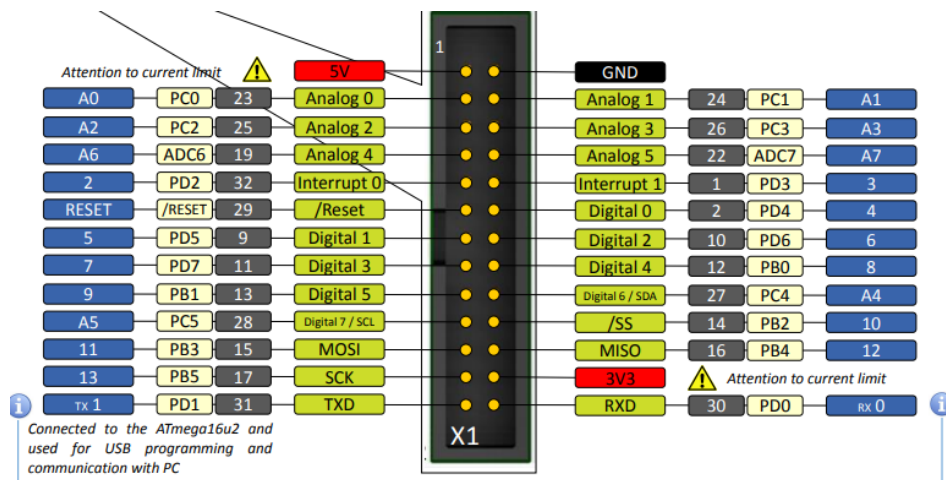 1
Attention to current limit 5V GND
A0 PC0 23 Analog 0 Analog 1 24 PC1 A1
A2 PC2 25 Analog 2 Analog 3 26 PC3 A3
A6 ADC6 19 Analog 4 Analog 5 22 ADC7 A7
2 PD2 32 Interrupt 0 Interrupt 1 1 PD3 3
RESET /RESET 29 /Reset Digital 0 2 PD4 4
5 PD5 9 Digital 1 Digital 2 10 PD6 6
7 PD7 11 Digital 3 Digital 4 12 PB0 8
9 PB1 13 Digital 5 Digital 6 / SDA 27 PC4 A4
A5 PC5 28 Digital 7 / SCL /SS 14 PB2 10
11 PB3 15 MOSI MISO 16 PB4 12
13 PB5 17 SCK 3V3 Attention to current limit
TX 1 PD1 31 TXD RXD 30 PD0 RX 0
X1
Connected to the ATmega16u2 and
used for USB programming and
communication with PC